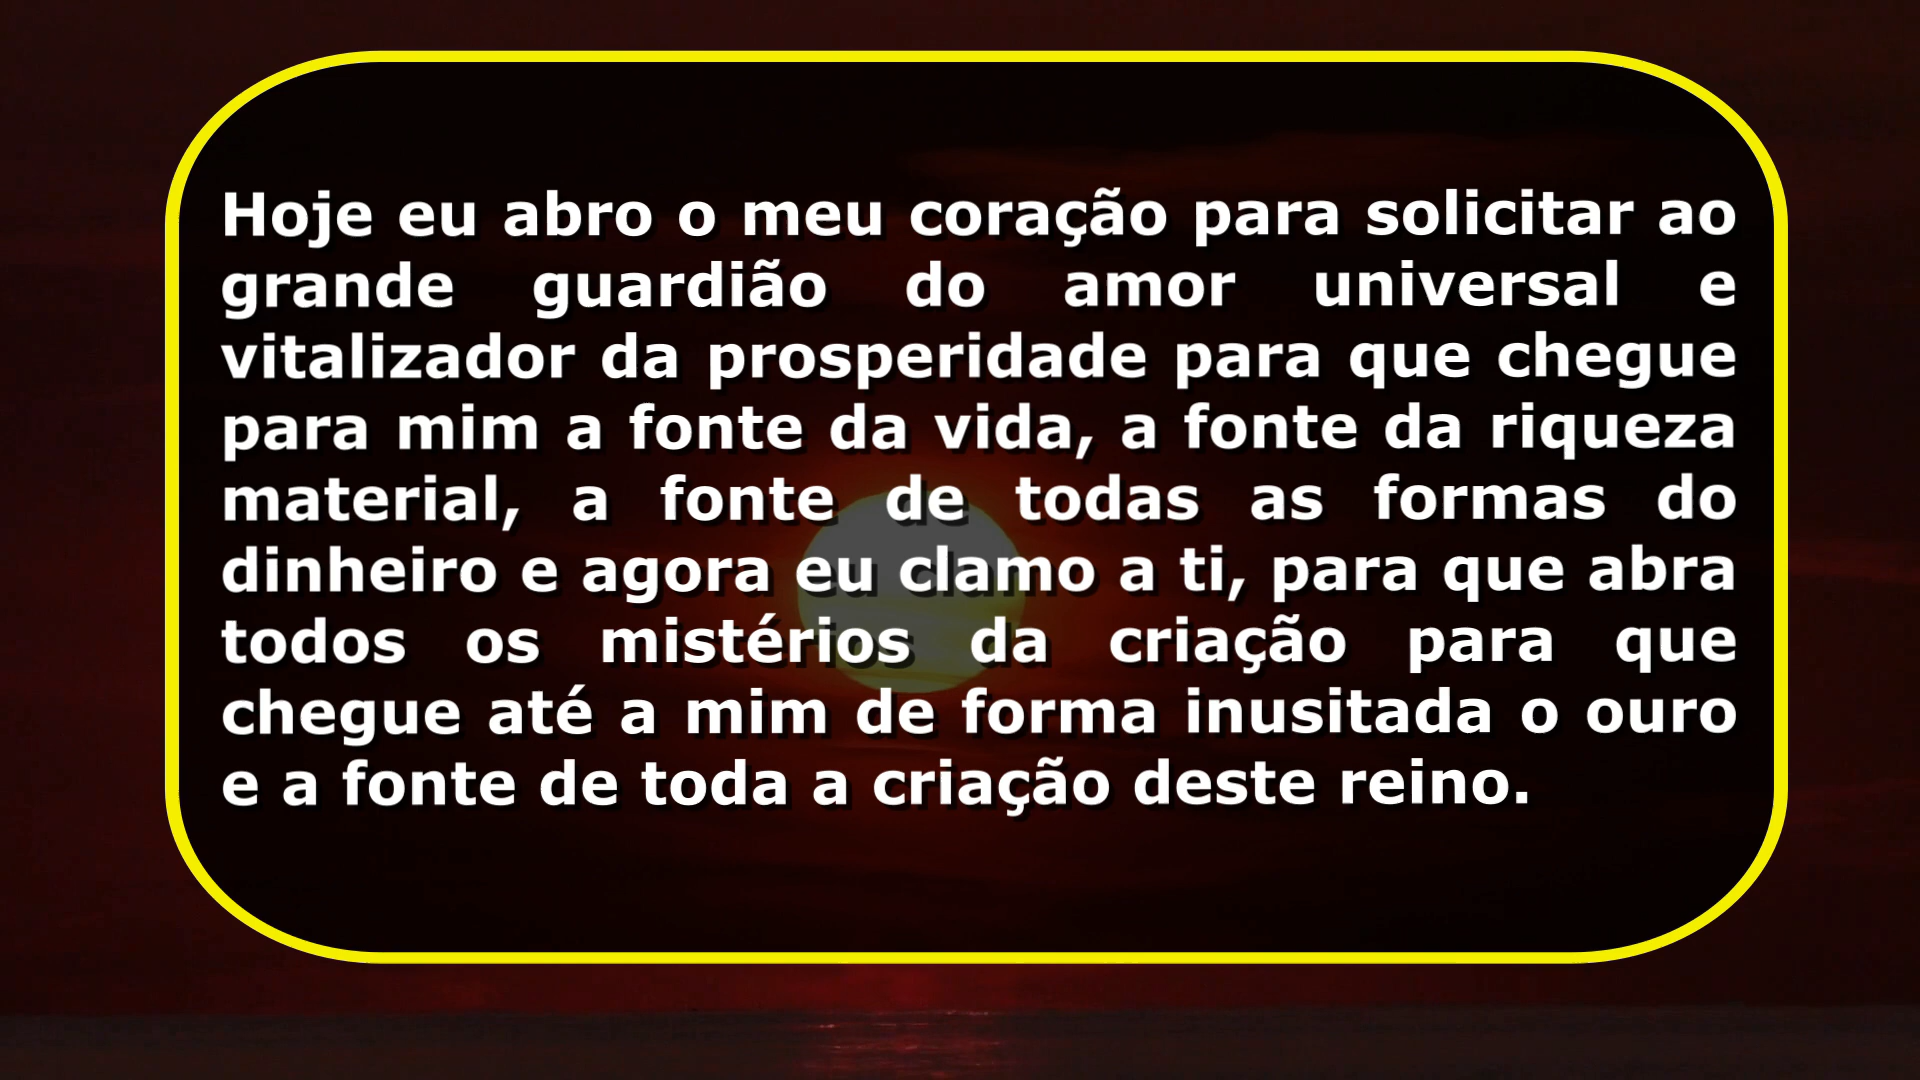 Hoje eu abro o meu coração para solicitar ao
grande guardião do amor universal e
vitalizador da prosperidade para que chegue
para mim a fonte da vida, a fonte da riqueza
material, a fonte de todas as formas do
dinheiro e agora eu clamo a ti, para que abra
todos os mistérios da criação para que
chegue até a mim de forma inusitada o ouro
e a fonte de toda a criação deste reino.